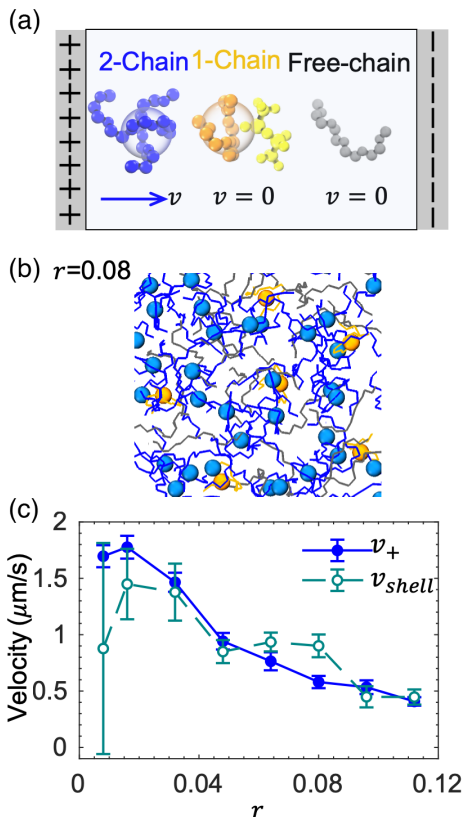 (a)
2-Chain 1-Chain Free-chain
+ + + + + + + +
− − − − − − − −
v v = 0 v = 0
(b) r=0.08
(c)
2
1.5
1
0.5
0
Velocity (μm/s)
v+
vshell
0 0.04 0.08 0.12
r